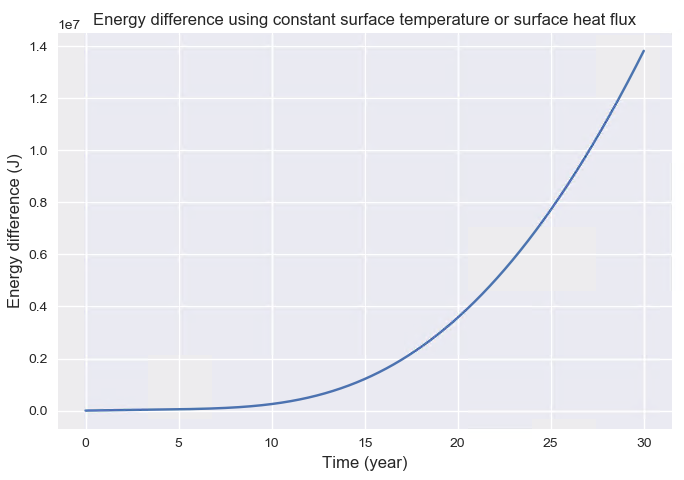 Energy difference using constant surface temperature or surface heat flux
1e7
1.4
1.2
1.0
0.8
0.6
0.4
0.2
0.0
Energy difference (J)
0 5 10 15 20 25 30
Time (year)